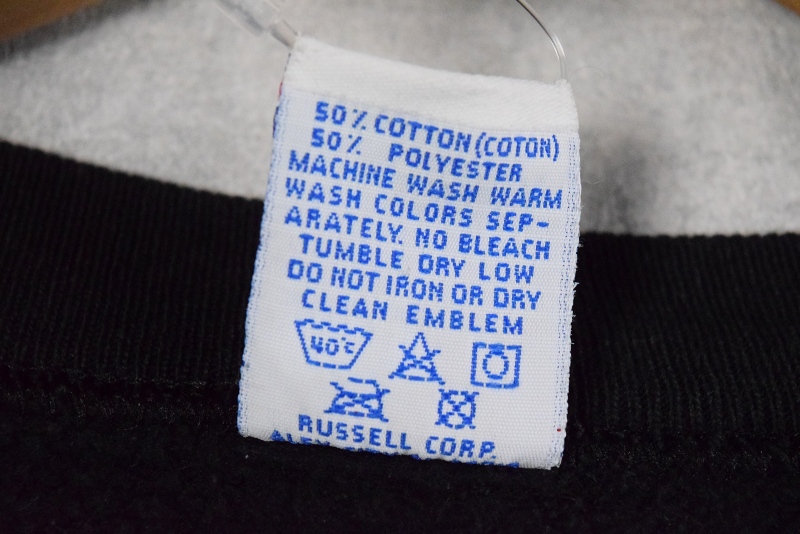 50% COTTON (COTON)
50% POLYESTER
MACHINE WASH WARM
WASH COLORS SEP-
ARATELY. NO BLEACH
TUMBLE DRY LOW
DO NOT IRON OR DRY
CLEAN EMBLEM
40°C
RUSSELL CORP.